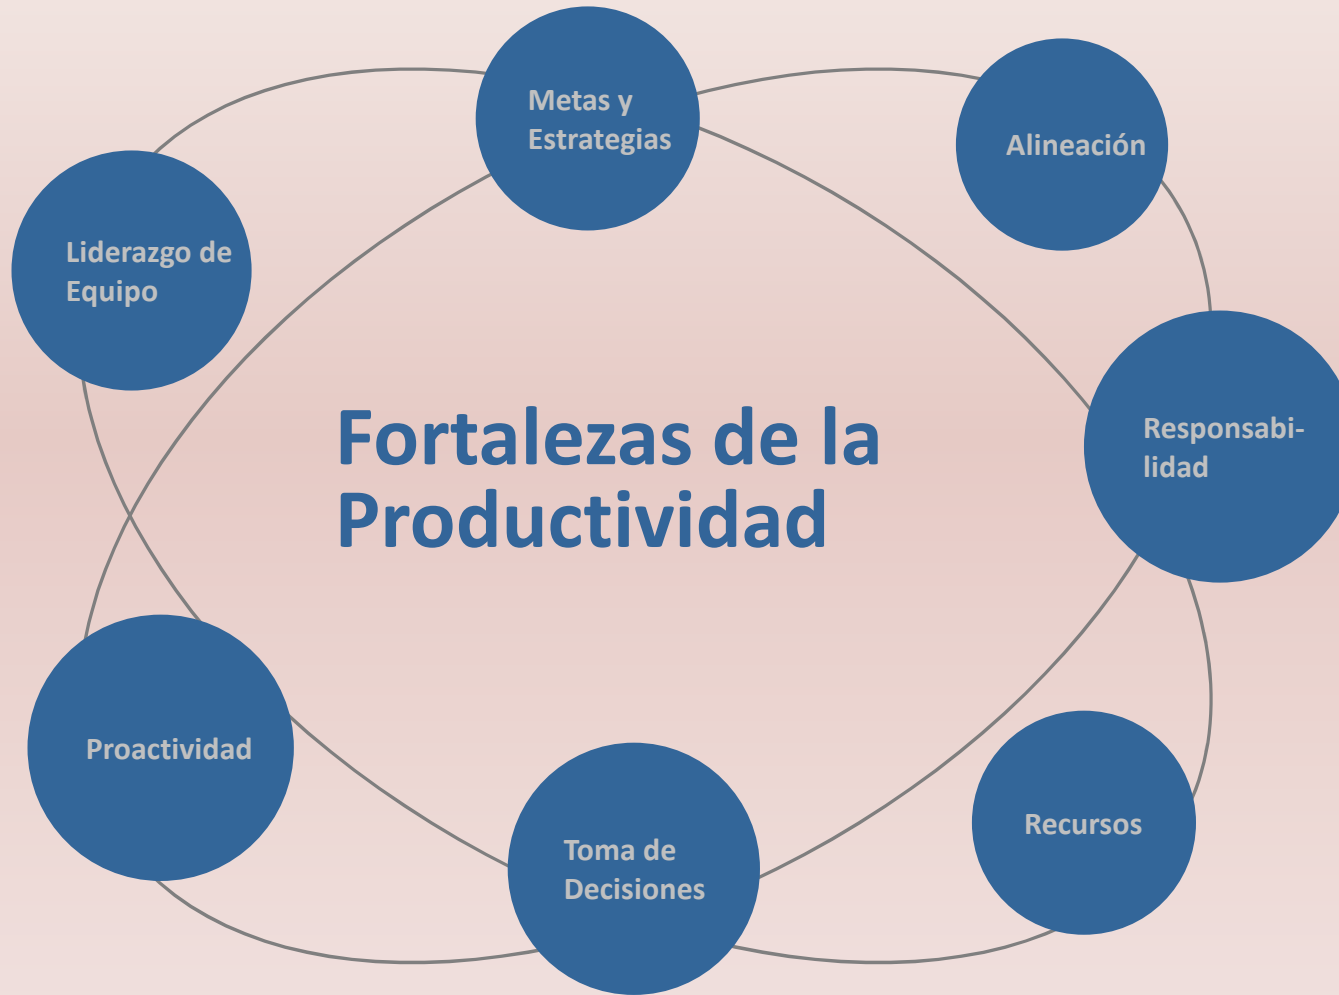 Metas y
Estrategias
Alineación
Liderazgo de
Equipo
Fortalezas de la
Productividad
Responsabi-
lidad
Proactividad
Toma de
Decisiones
Recursos